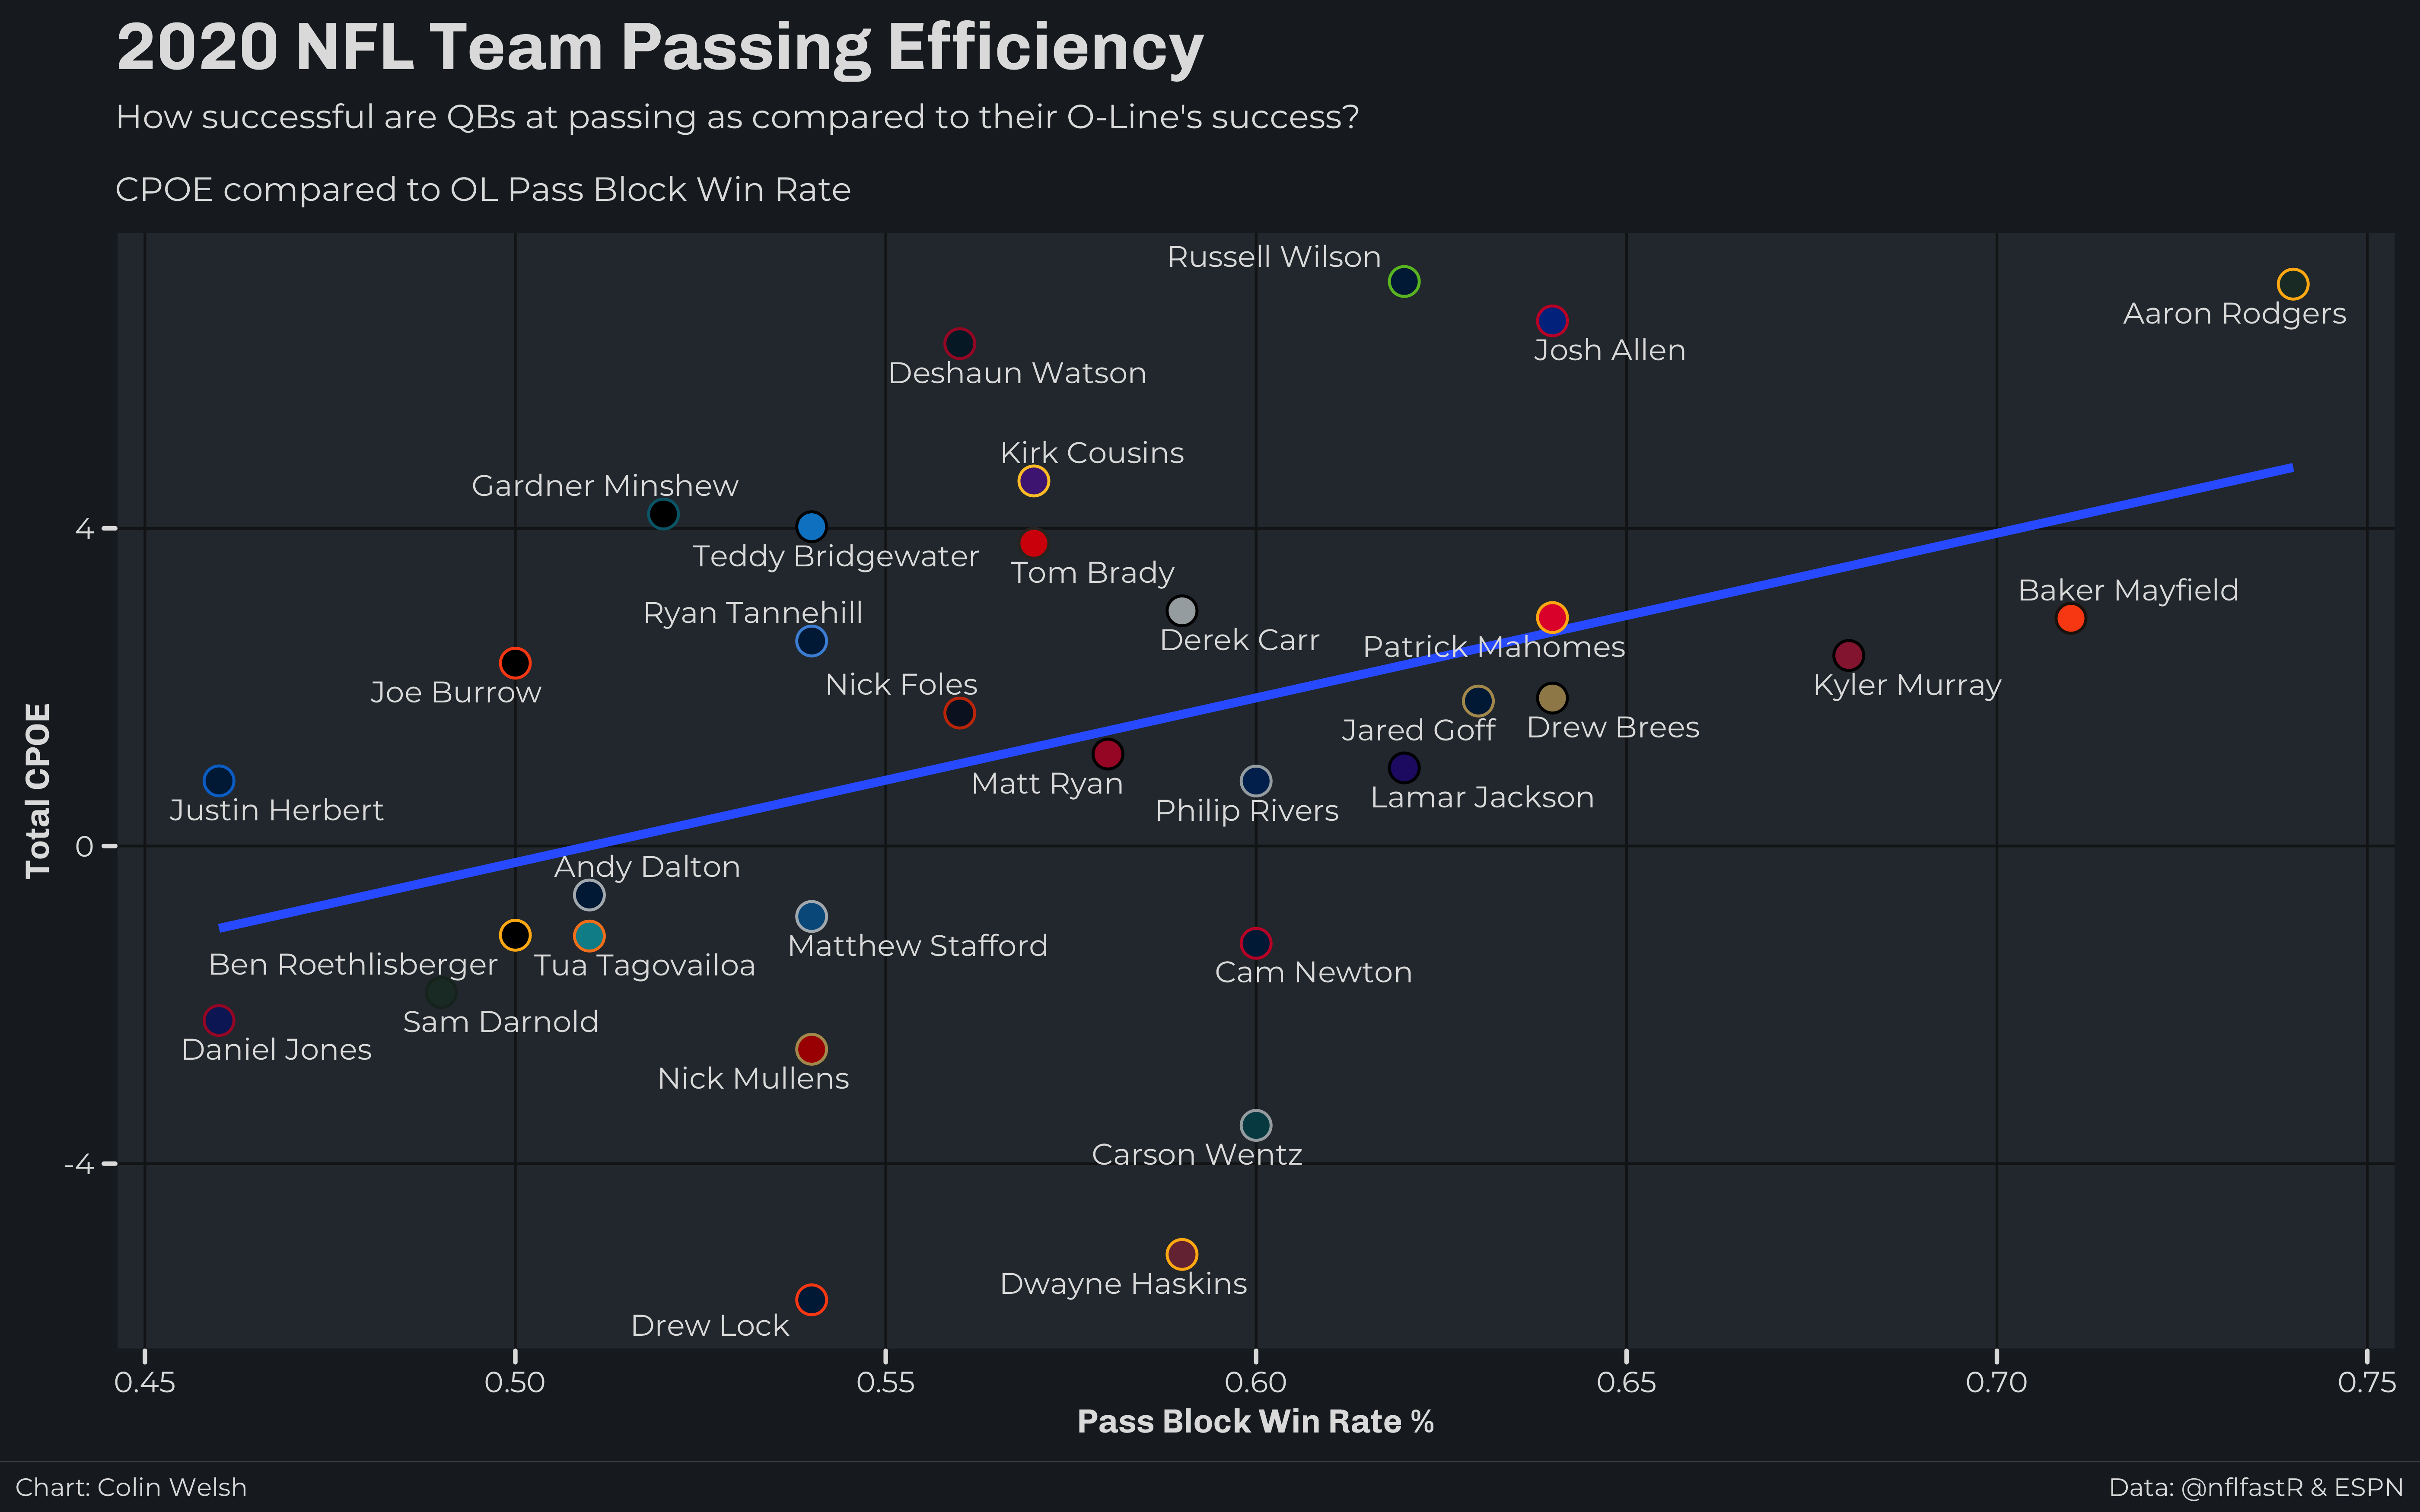 2020 NFL Team Passing Efficiency
How successful are QBs at passing as compared to their O-Line's success?
CPOE compared to OL Pass Block Win Rate
Russell Wilson
Aaron Rodgers
Josh Allen
Deshaun Watson
Kirk Cousins
Gardner Minshew
4
Teddy Bridgewater
Tom Brady
Baker Mayfield
Ryan Tannehill
Derek Carr
Patrick Mahomes
Nick Foles
Kyler Murray
Joe Burrow
Jared Goff
Drew Brees
Matt Ryan
Lamar Jackson
Justin Herbert
Philip Rivers
Total CPOE
0
Andy Dalton
Matthew Stafford
Ben Roethlisberger
Tua Tagovailoa
Cam Newton
Sam Darnold
Daniel Jones
Nick Mullens
Carson Wentz
-4
Dwayne Haskins
Drew Lock
0.45 0.50 0.55 0.60 0.65 0.70 0.75
Pass Block Win Rate %
Chart: Colin Welsh
Data: @nflfastR & ESPN